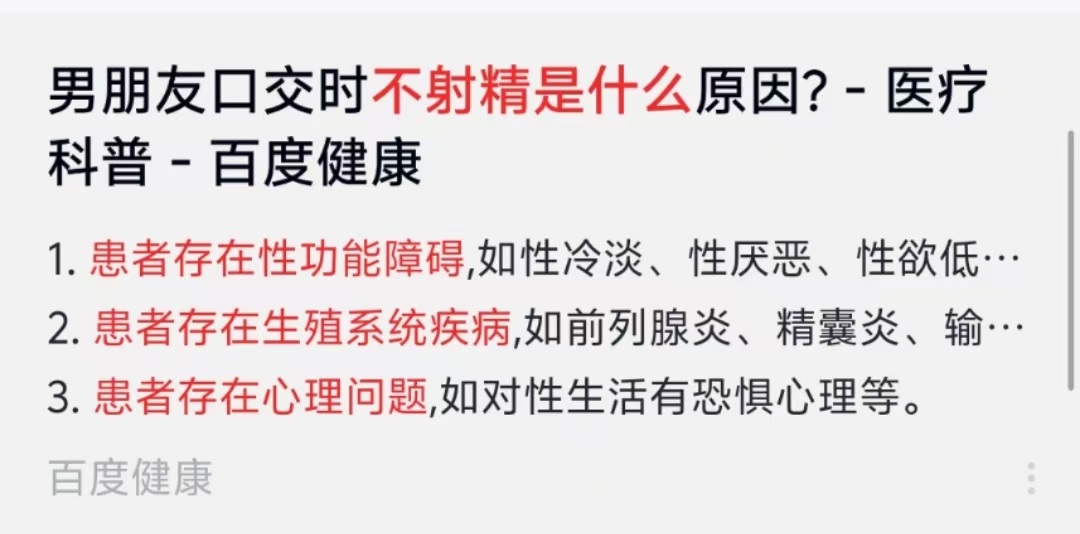 男朋友口交时不射精是什么原因? - 医疗
科普 - 百度健康
1. 患者存在性功能障碍,如性冷淡、性厌恶、性欲低…
2. 患者存在生殖系统疾病,如前列腺炎、精囊炎、输…
3. 患者存在心理问题,如对性生活有恐惧心理等。
百度健康